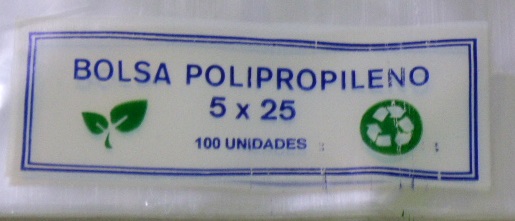 BOLSA POLIPROPILENO
5 x 25
100 UNIDADES